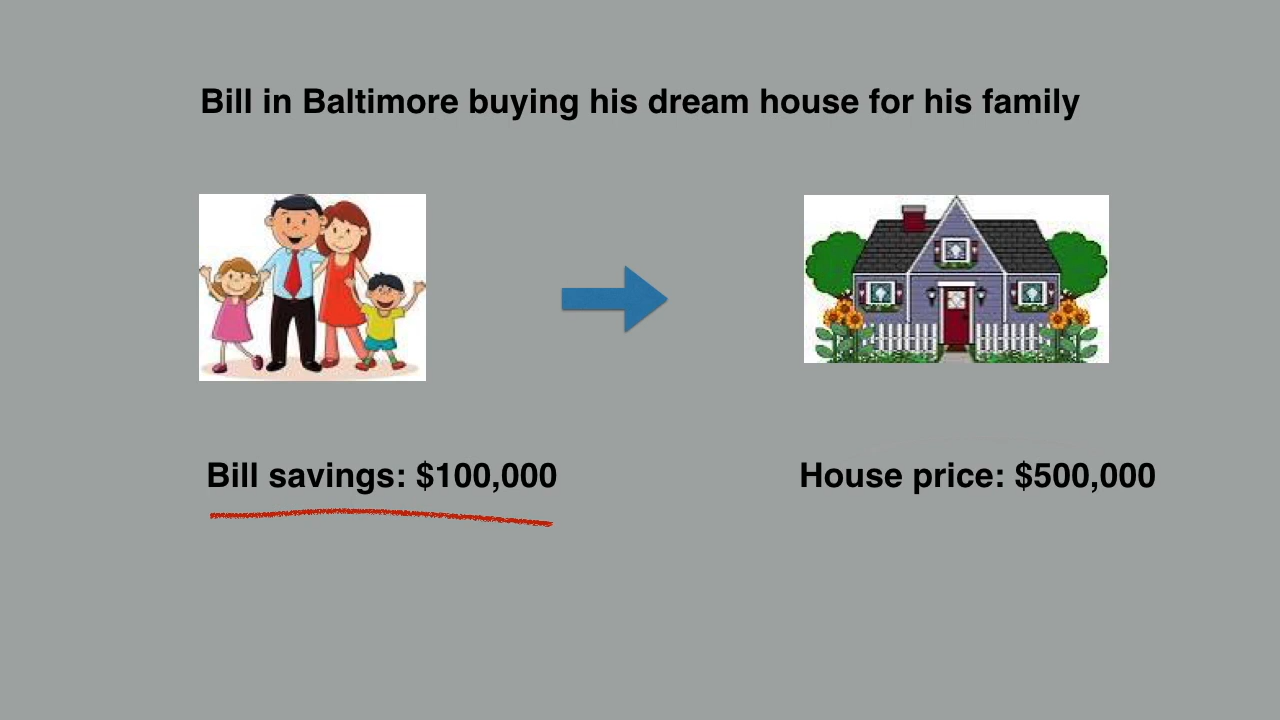 Bill in Baltimore buying his dream house for his family
Bill savings: $100,000
House price: $500,000